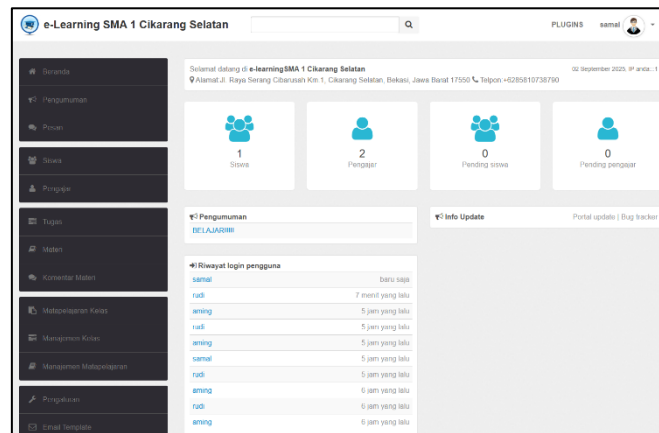 e-Learning SMA 1 Cikarang Selatan
PLUGINS samal
Beranda
Pengumuman
Pesan
Siswa
Pengajar
Tugas
Materi
Komentar Materi
Matapelajaran Kelas
Manajemen Kelas
Manajemen Matapelajaran
Pengaturan
Email Template
Selamat datang di e-learningSMA 1 Cikarang Selatan
02 September 2025, IP anda
Alamat Jl. Raya Serang Cibarusah Km.1, Cikarang Selatan, Bekasi, Jawa Barat 17550 Telpon +6285810738790
1
Siswa
2
Pengajar
0
Pending siswa
0
Pending pengajar
Pengumuman
Info Update
Portal update | Bug tracker
Riwayat login pengguna
samal baru saja
rudi 7 menit yang lalu
aming 5 jam yang lalu
rudi 5 jam yang lalu
aming 5 jam yang lalu
samal 5 jam yang lalu
rudi 5 jam yang lalu
aming 6 jam yang lalu
rudi 6 jam yang lalu
aming 6 jam yang lalu